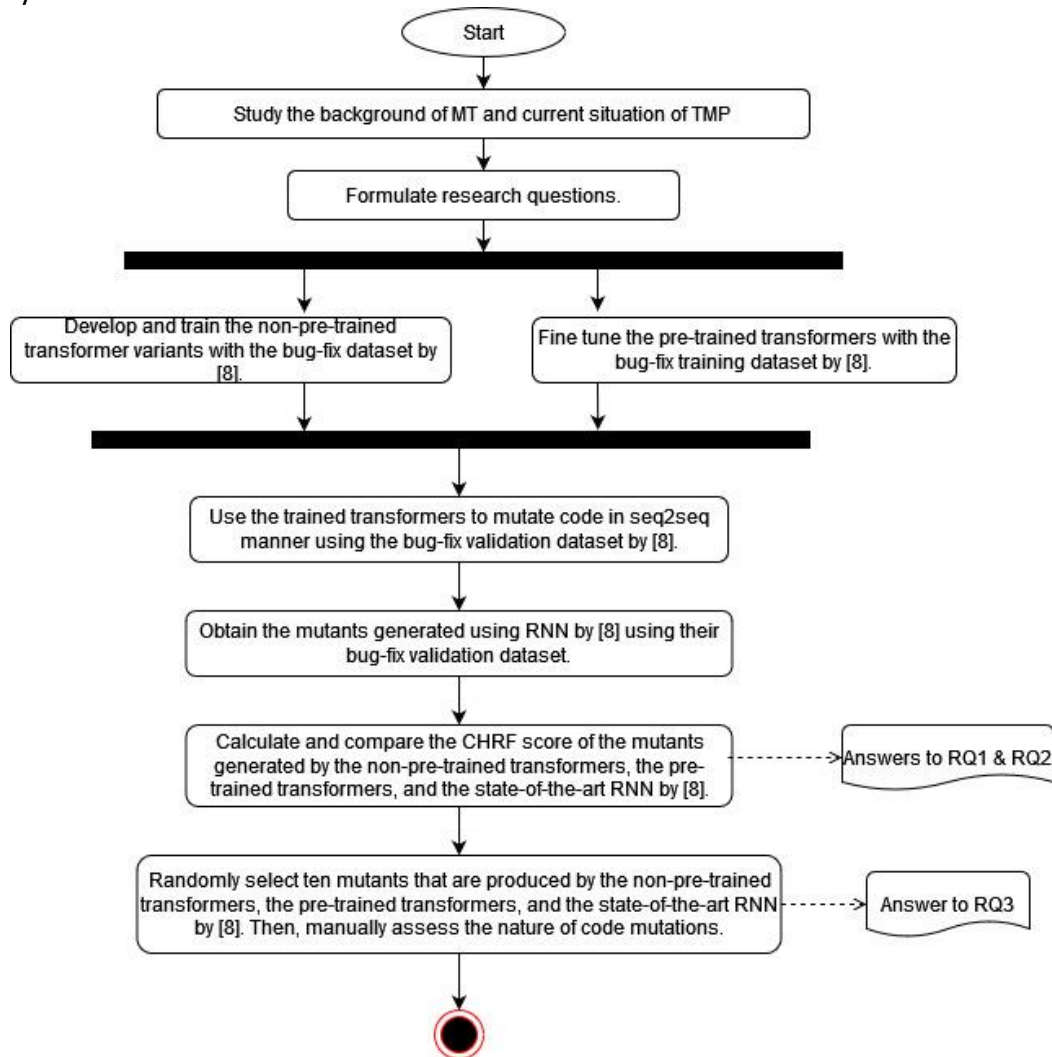 Start
Study the background of MT and current situation of TMP
Formulate research questions.
Develop and train the non-pre-trained
transformer variants with the bug-fix dataset by
[8].
Fine tune the pre-trained transformers with the
bug-fix training dataset by [8].
Use the trained transformers to mutate code in seq2seq
manner using the bug-fix validation dataset by [8].
Obtain the mutants generated using RNN by [8] using their
bug-fix validation dataset.
Calculate and compare the CHRF score of the mutants
generated by the non-pre-trained transformers, the pre-
trained transformers, and the state-of-the-art RNN by [8].
Answers to RQ1 & RQ2
Randomly select ten mutants that are produced by the non-pre-trained
transformers, the pre-trained transformers, and the state-of-the-art RNN
by [8]. Then, manually assess the nature of code mutations.
Answer to RQ3